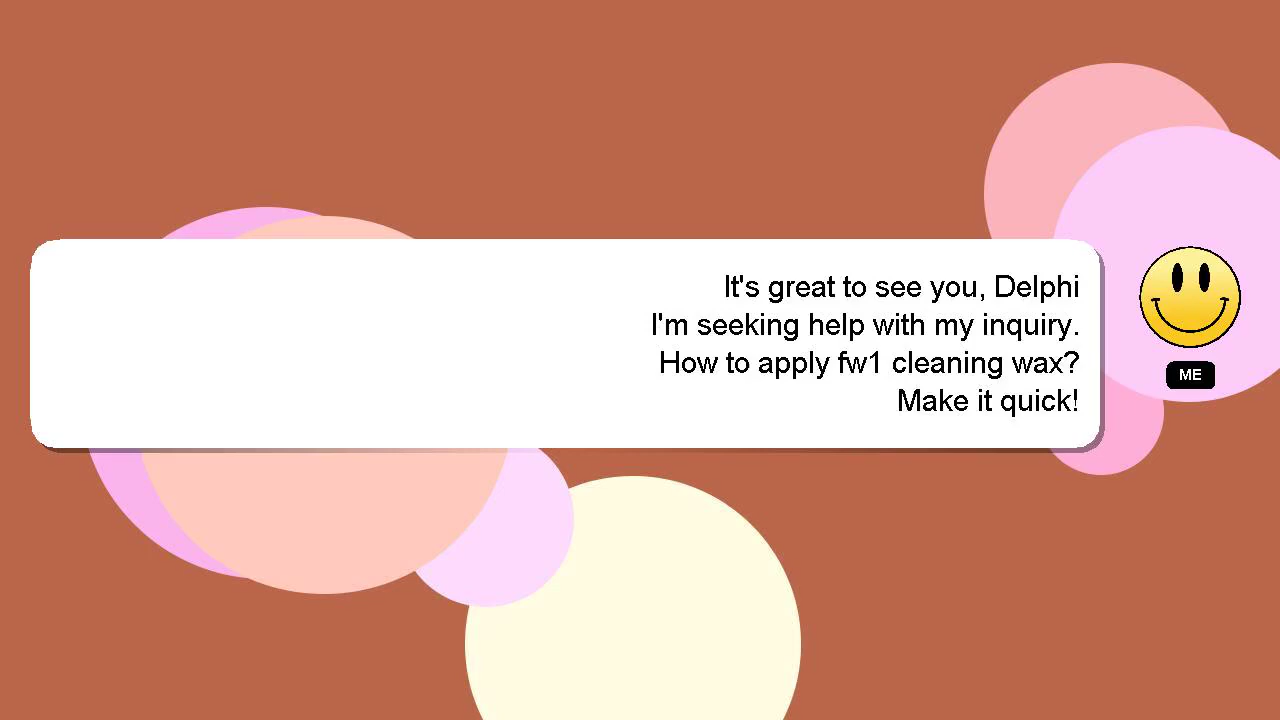 It's great to see you, Delphi
I'm seeking help with my inquiry.
How to apply fw1 cleaning wax?
Make it quick!
ME